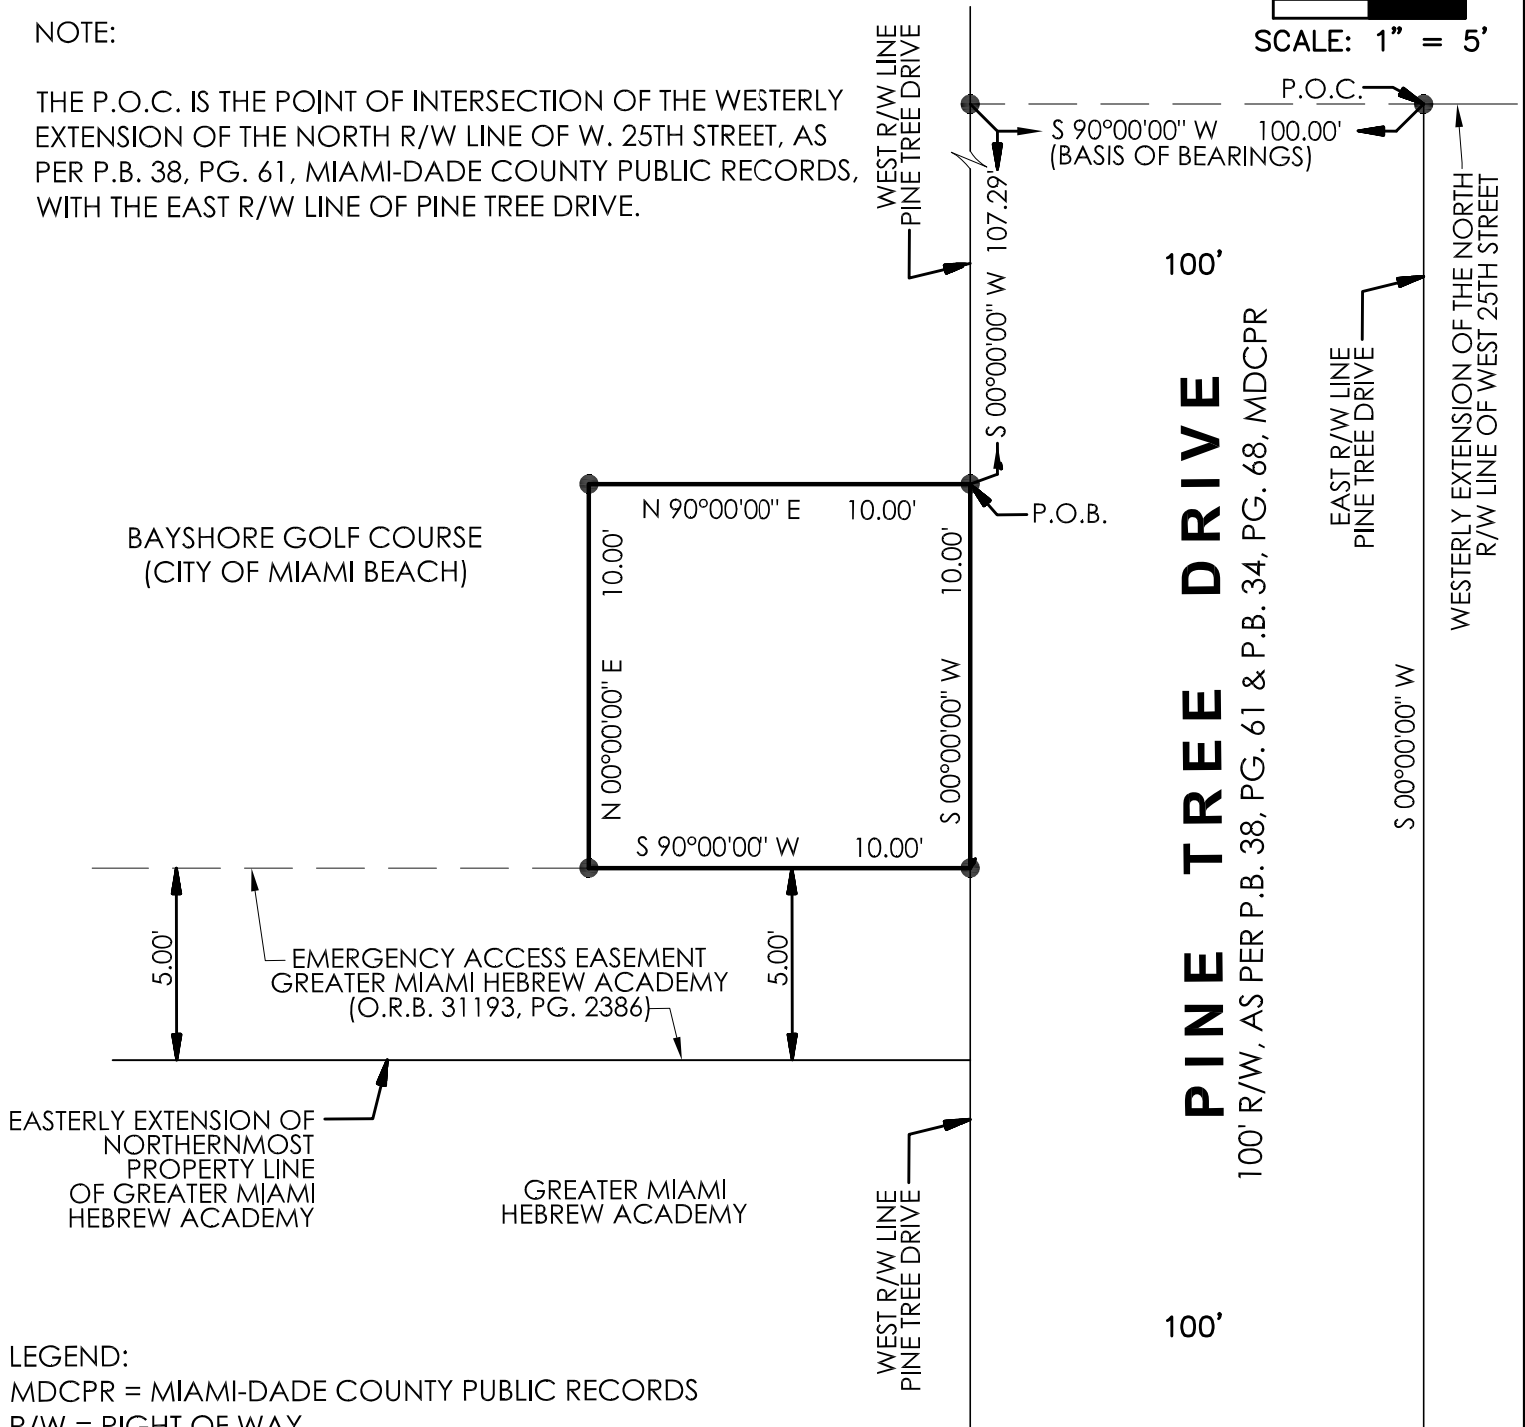 NOTE:
THE P.O.C. IS THE POINT OF INTERSECTION OF THE WESTERLY
EXTENSION OF THE NORTH R/W LINE OF W. 25TH STREET, AS
PER P.B. 38, PG. 61, MIAMI-DADE COUNTY PUBLIC RECORDS,
WITH THE EAST R/W LINE OF PINE TREE DRIVE.
SCALE: 1" = 5'
WEST R/W LINE
PINE TREE DRIVE
P.O.C.
S 90°00'00" W 100.00'
(BASIS OF BEARINGS)
S 00°00'00" W 107.29'
100'
WESTERLY EXTENSION OF THE NORTH
R/W LINE OF WEST 25TH STREET
EAST R/W LINE
PINE TREE DRIVE
PINE TREE DRIVE
100' R/W, AS PER P.B. 38, PG. 61 & P.B. 34, PG. 68, MDCPR
S 00°00'00" W
P.O.B.
N 90°00'00" E 10.00'
BAYSHORE GOLF COURSE
(CITY OF MIAMI BEACH)
N 00°00'00" E 10.00'
S 00°00'00" W 10.00'
S 90°00'00" W 10.00'
5.00'
EMERGENCY ACCESS EASEMENT
GREATER MIAMI HEBREW ACADEMY
(O.R.B. 31193, PG. 2386)
5.00'
EASTERLY EXTENSION OF
NORTHERNMOST
PROPERTY LINE
OF GREATER MIAMI
HEBREW ACADEMY
GREATER MIAMI
HEBREW ACADEMY
WEST R/W LINE
PINE TREE DRIVE
100'
LEGEND:
MDCPR = MIAMI-DADE COUNTY PUBLIC RECORDS
R/W = RIGHT OF WAY